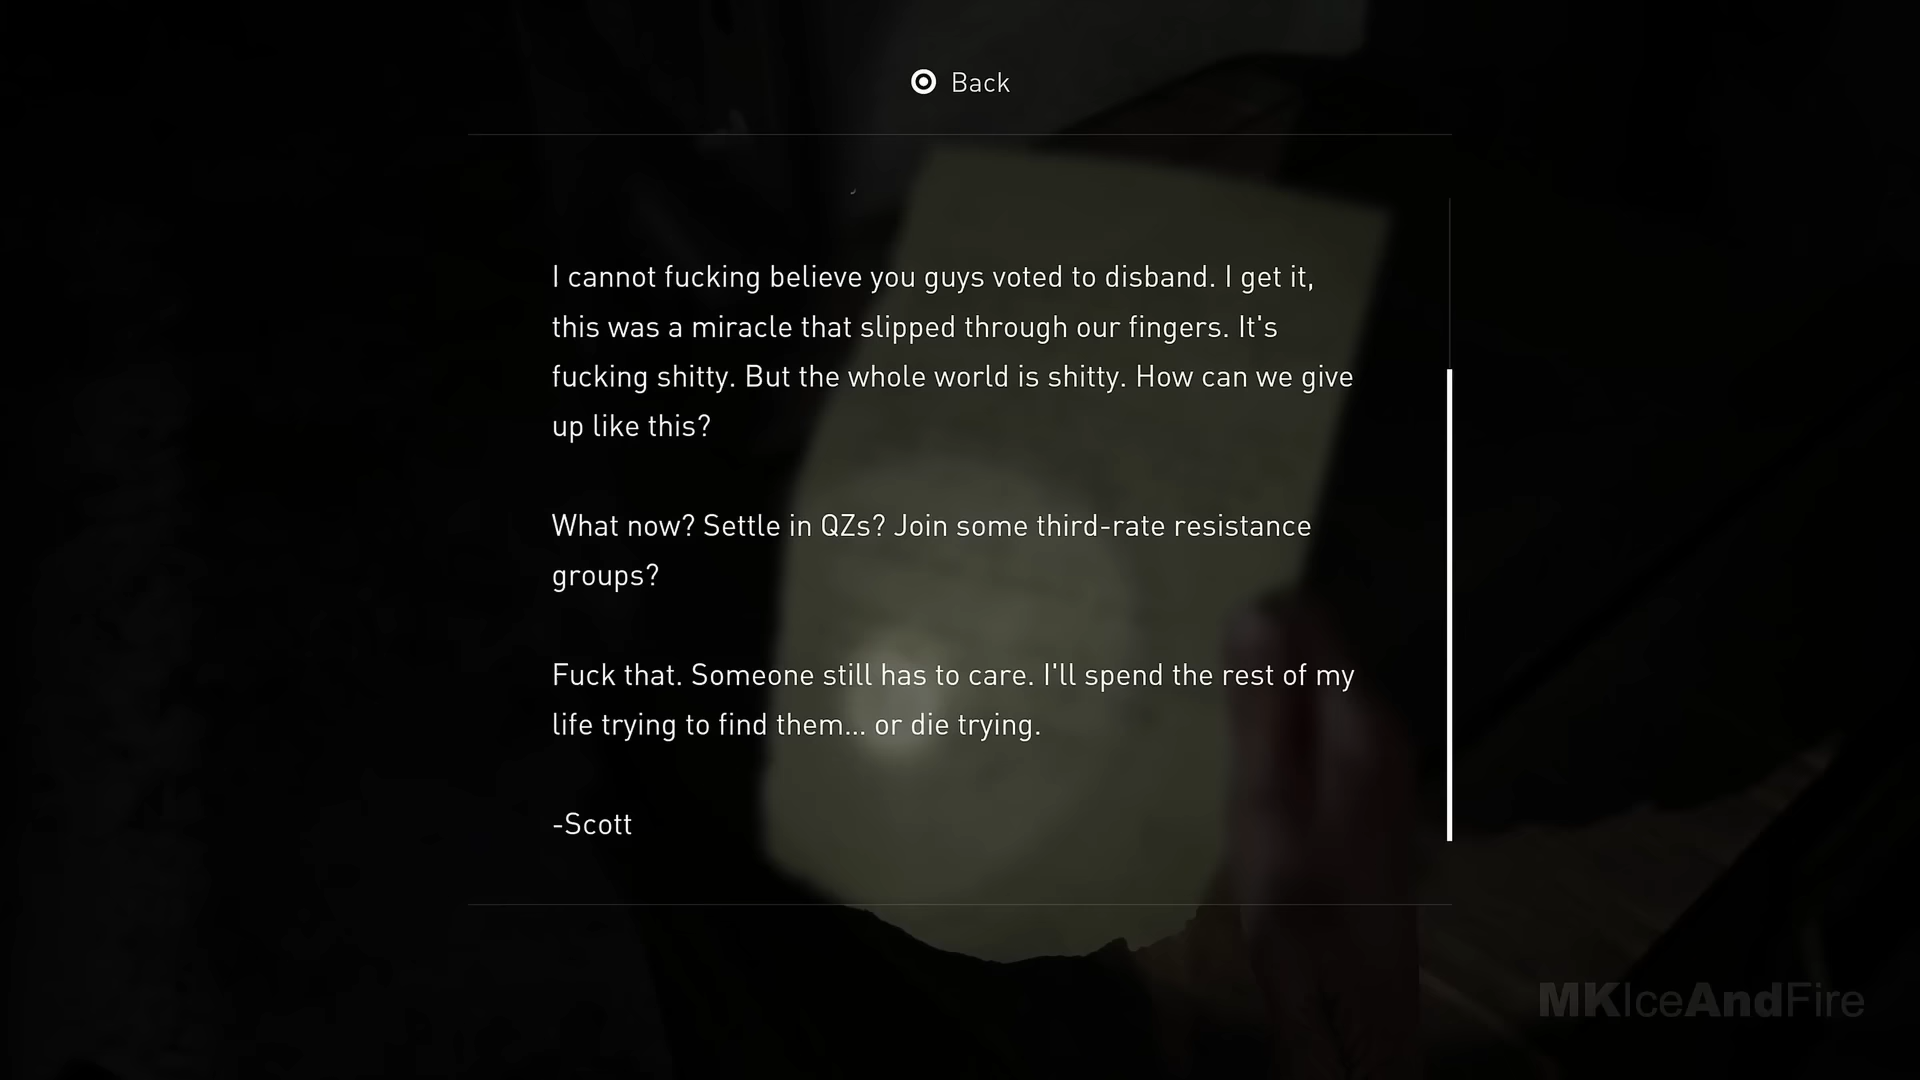 Back
I cannot fucking believe you guys voted to disband. I get it,
this was a miracle that slipped through our fingers. It's
fucking shitty. But the whole world is shitty. How can we give
up like this?
What now? Settle in QZs? Join some third-rate resistance
groups?
Fuck that. Someone still has to care. I'll spend the rest of my
life trying to find them... or die trying.
-Scott
MKIceAndFire